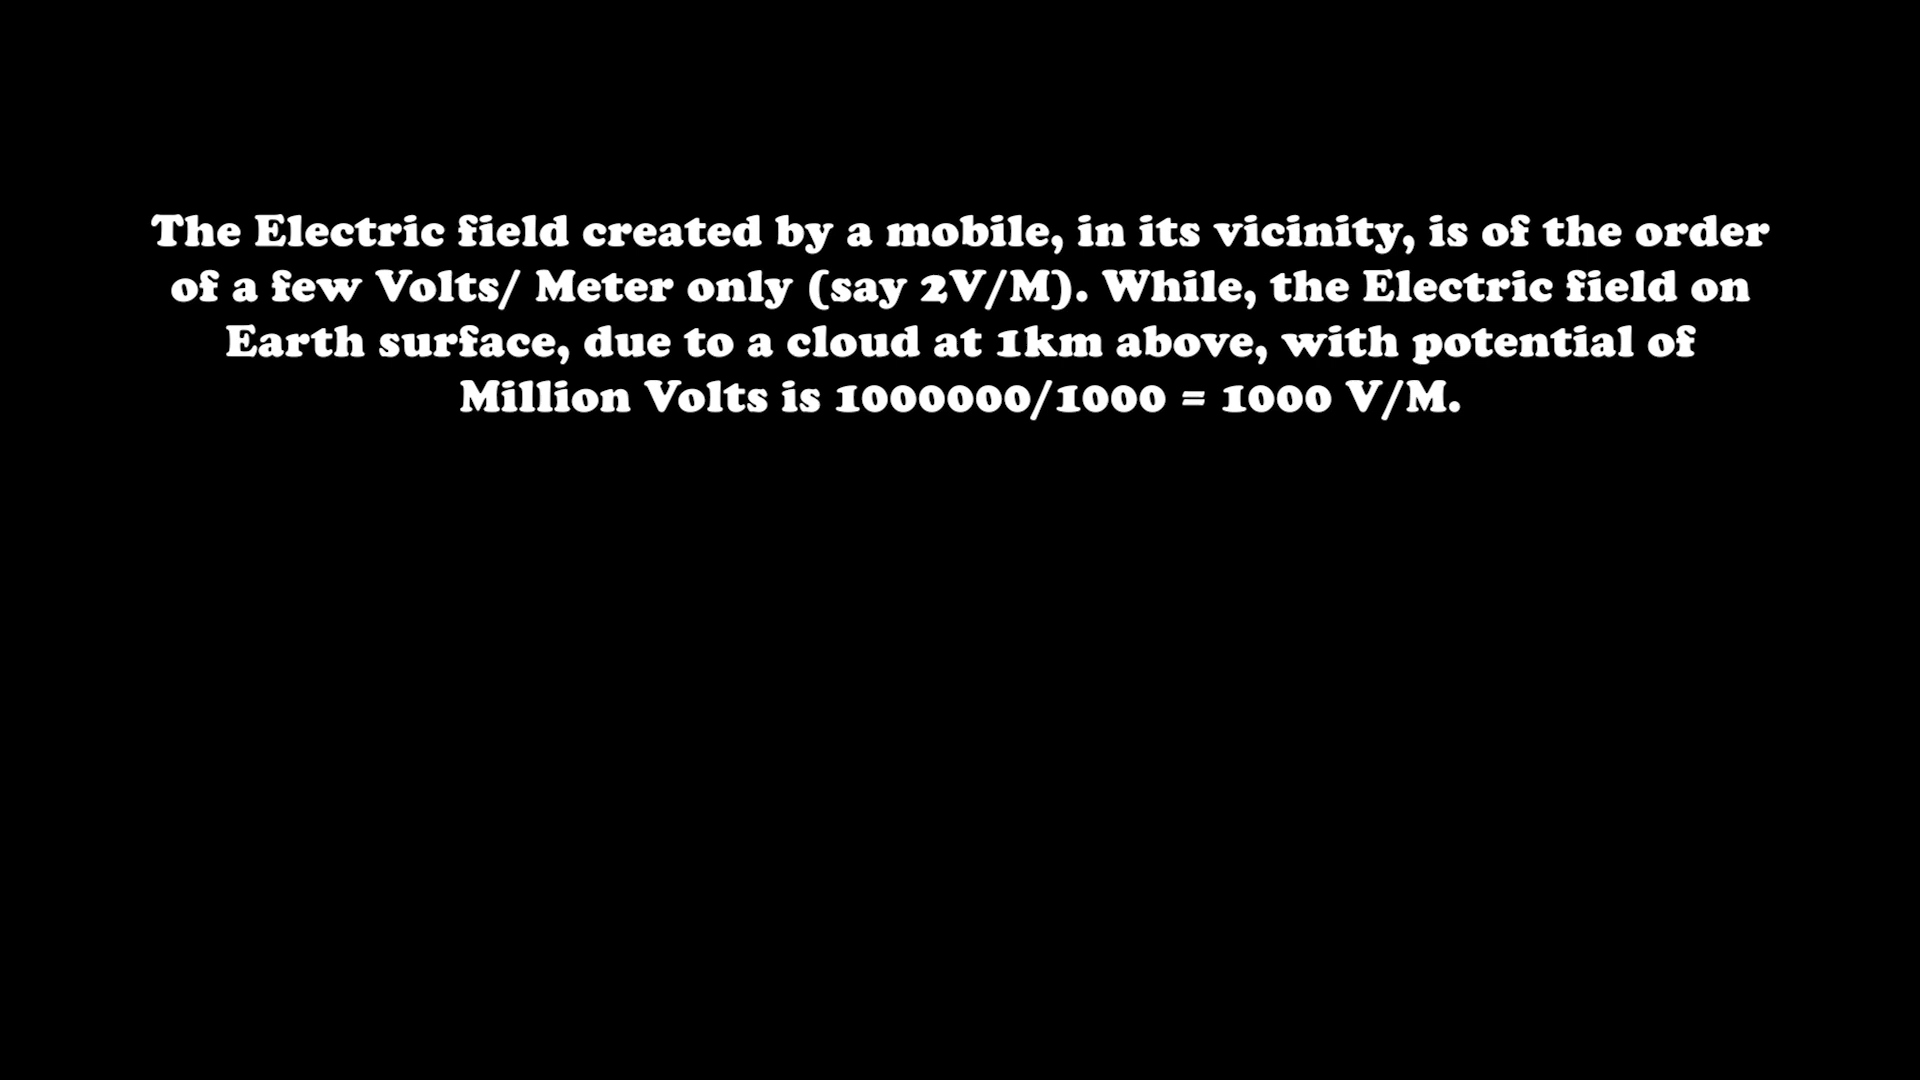 The Electric field created by a mobile, in its vicinity, is of the order
of a few Volts/ Meter only (say 2V/M). While, the Electric field on
Earth surface, due to a cloud at 1km above, with potential of
Million Volts is 1000000/1000 = 1000 V/M.